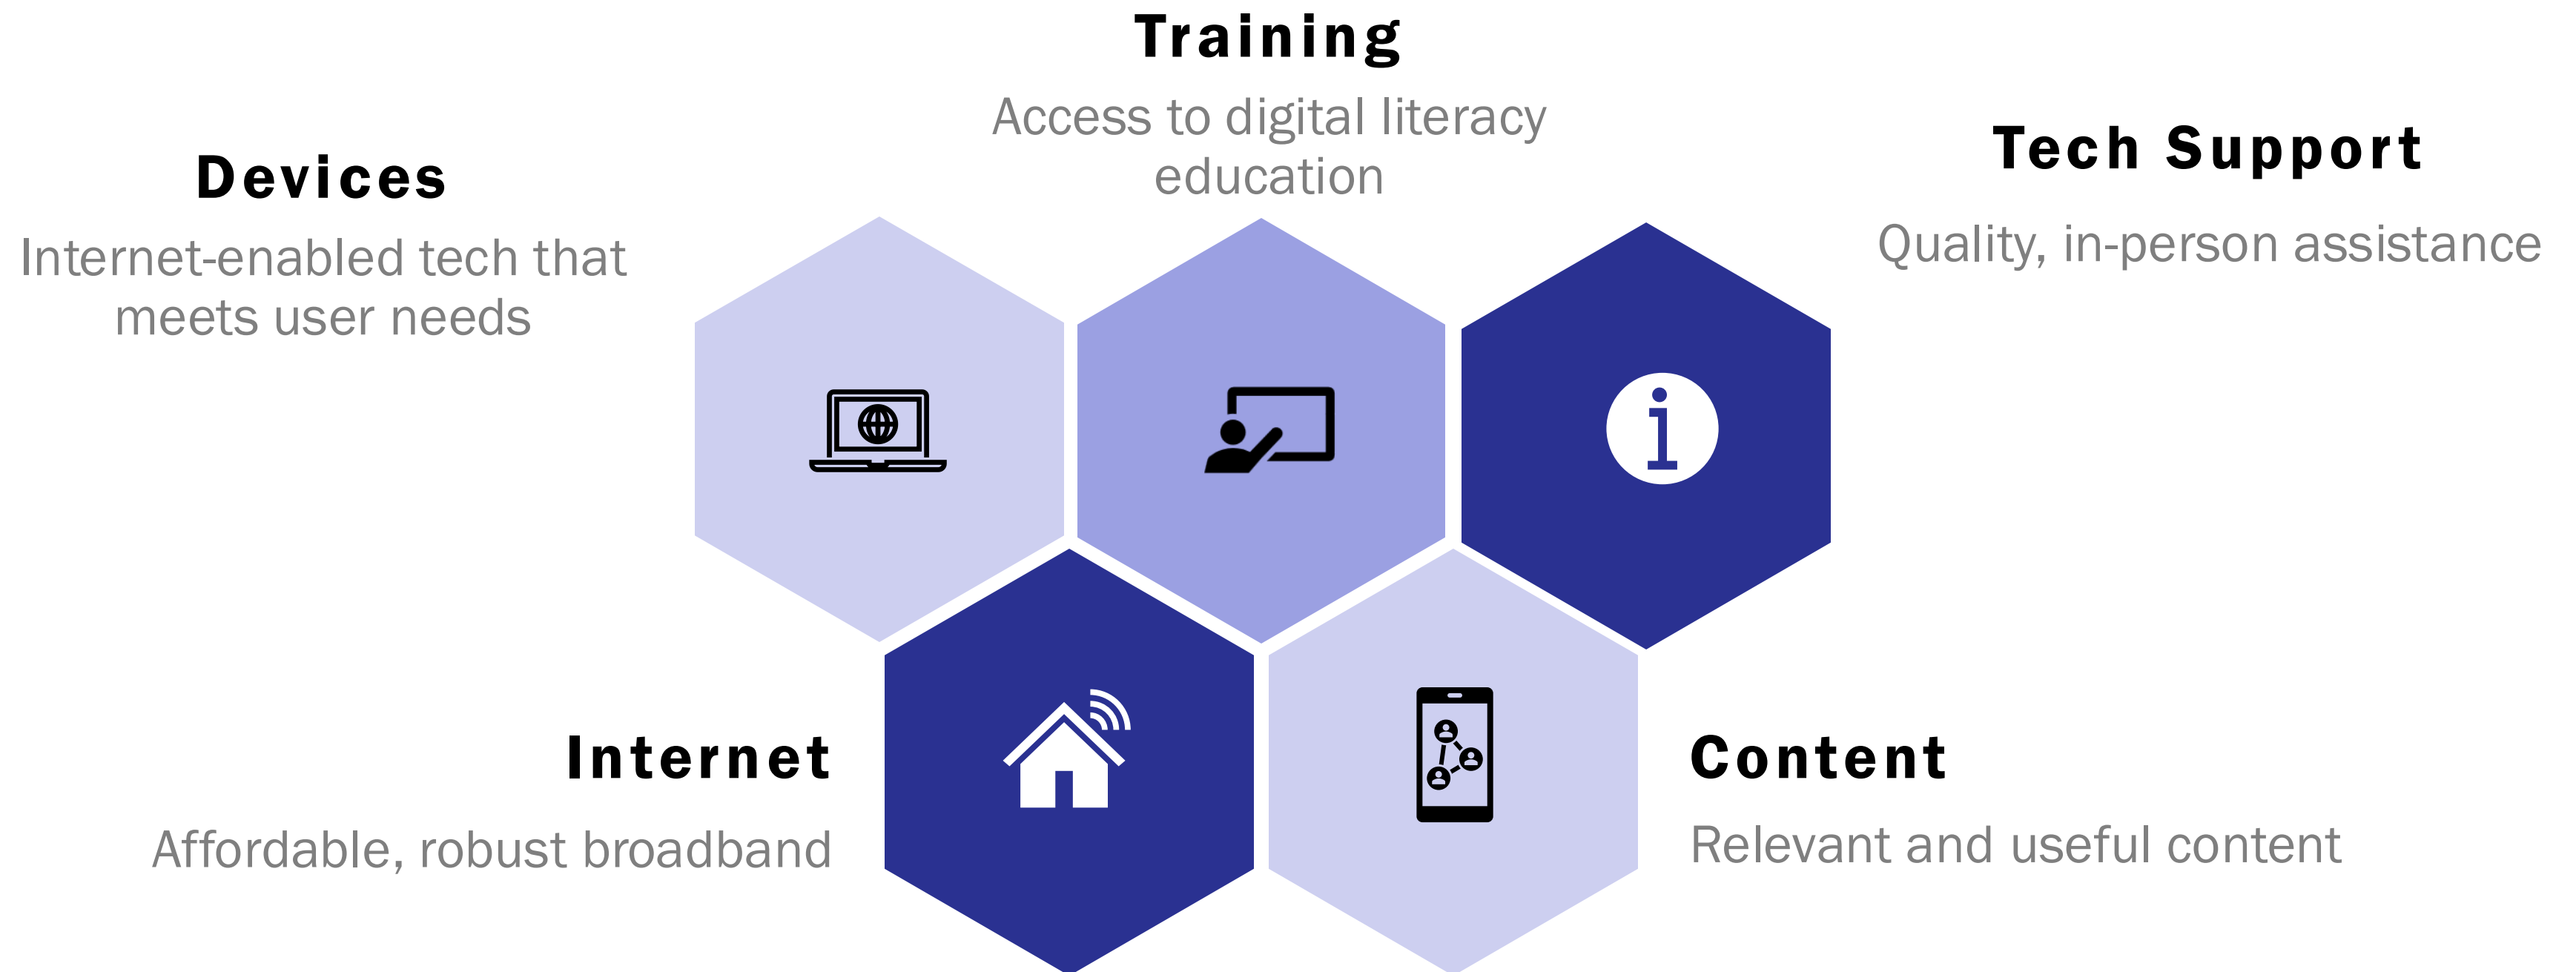 Training
Access to digital literacy
education
Devices
Internet-enabled tech that
meets user needs
Tech Support
Quality, in-person assistance
i
Internet
Affordable, robust broadband
Content
Relevant and useful content